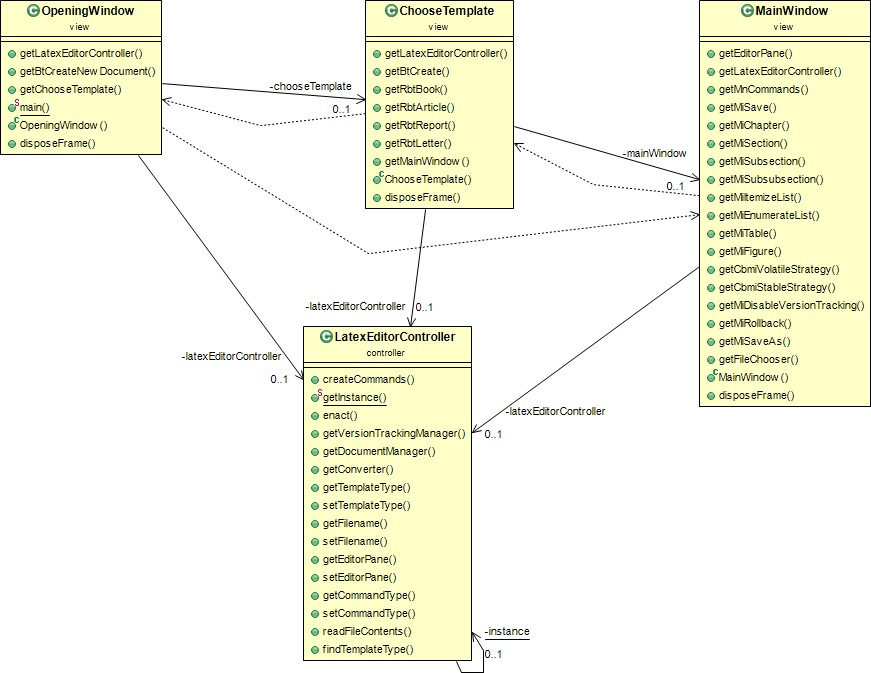 OpeningWindow
view
getLatexEditorController()
getBtCreateNew Document()
getChooseTemplate()
main()
OpeningWindow()
disposeFrame()
ChooseTemplate
view
getLatexEditorController()
getBtCreate()
getRbtBook()
getRbtArticle()
getRbtReport()
getRbtLetter()
getMainWindow()
ChooseTemplate()
disposeFrame()
MainWindow
view
getEditorPane()
getLatexEditorController()
getMnCommands()
getMiSave()
getMiChapter()
getMiSection()
getMiSubsection()
getMiSubsubsection()
getMiItemizeList()
getMiEnumerateList()
getMiTable()
getMiFigure()
getCbmiVolatileStrategy()
getCbmiStableStrategy()
getMiDisableVersionTracking()
getMiRollback()
getMiSaveAs()
getFileChooser()
MainWindow()
disposeFrame()
-chooseTemplate
0..1
-mainWindow
0..1
-latexEditorController
0..1
-latexEditorController
0..1
-latexEditorController
0..1
LatexEditorController
controller
createCommands()
getInstance()
enact()
getVersionTrackingManager()
getDocumentManager()
getConverter()
getTemplateType()
setTemplateType()
getFilename()
setFilename()
getEditorPane()
setEditorPane()
getCommandType()
setCommandType()
readFileContents()
findTemplateType()
-instance
0..1